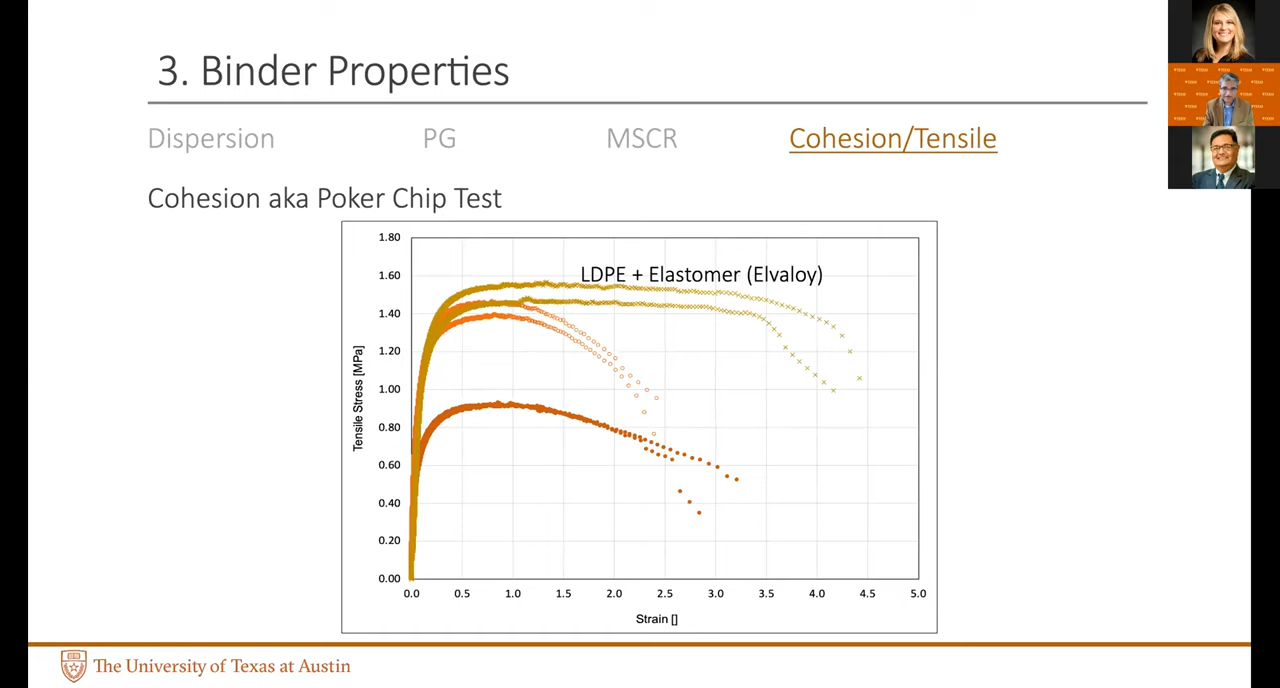 3. Binder Properties
Dispersion PG MSCR Cohesion/Tensile
Cohesion aka Poker Chip Test
LDPE + Elastomer (Elvaloy)
Tensile Stress [MPa]
1.80
1.60
1.40
1.20
1.00
0.80
0.60
0.40
0.20
0.00
0.0 0.5 1.0 1.5 2.0 2.5 3.0 3.5 4.0 4.5 5.0
Strain []
The University of Texas at Austin